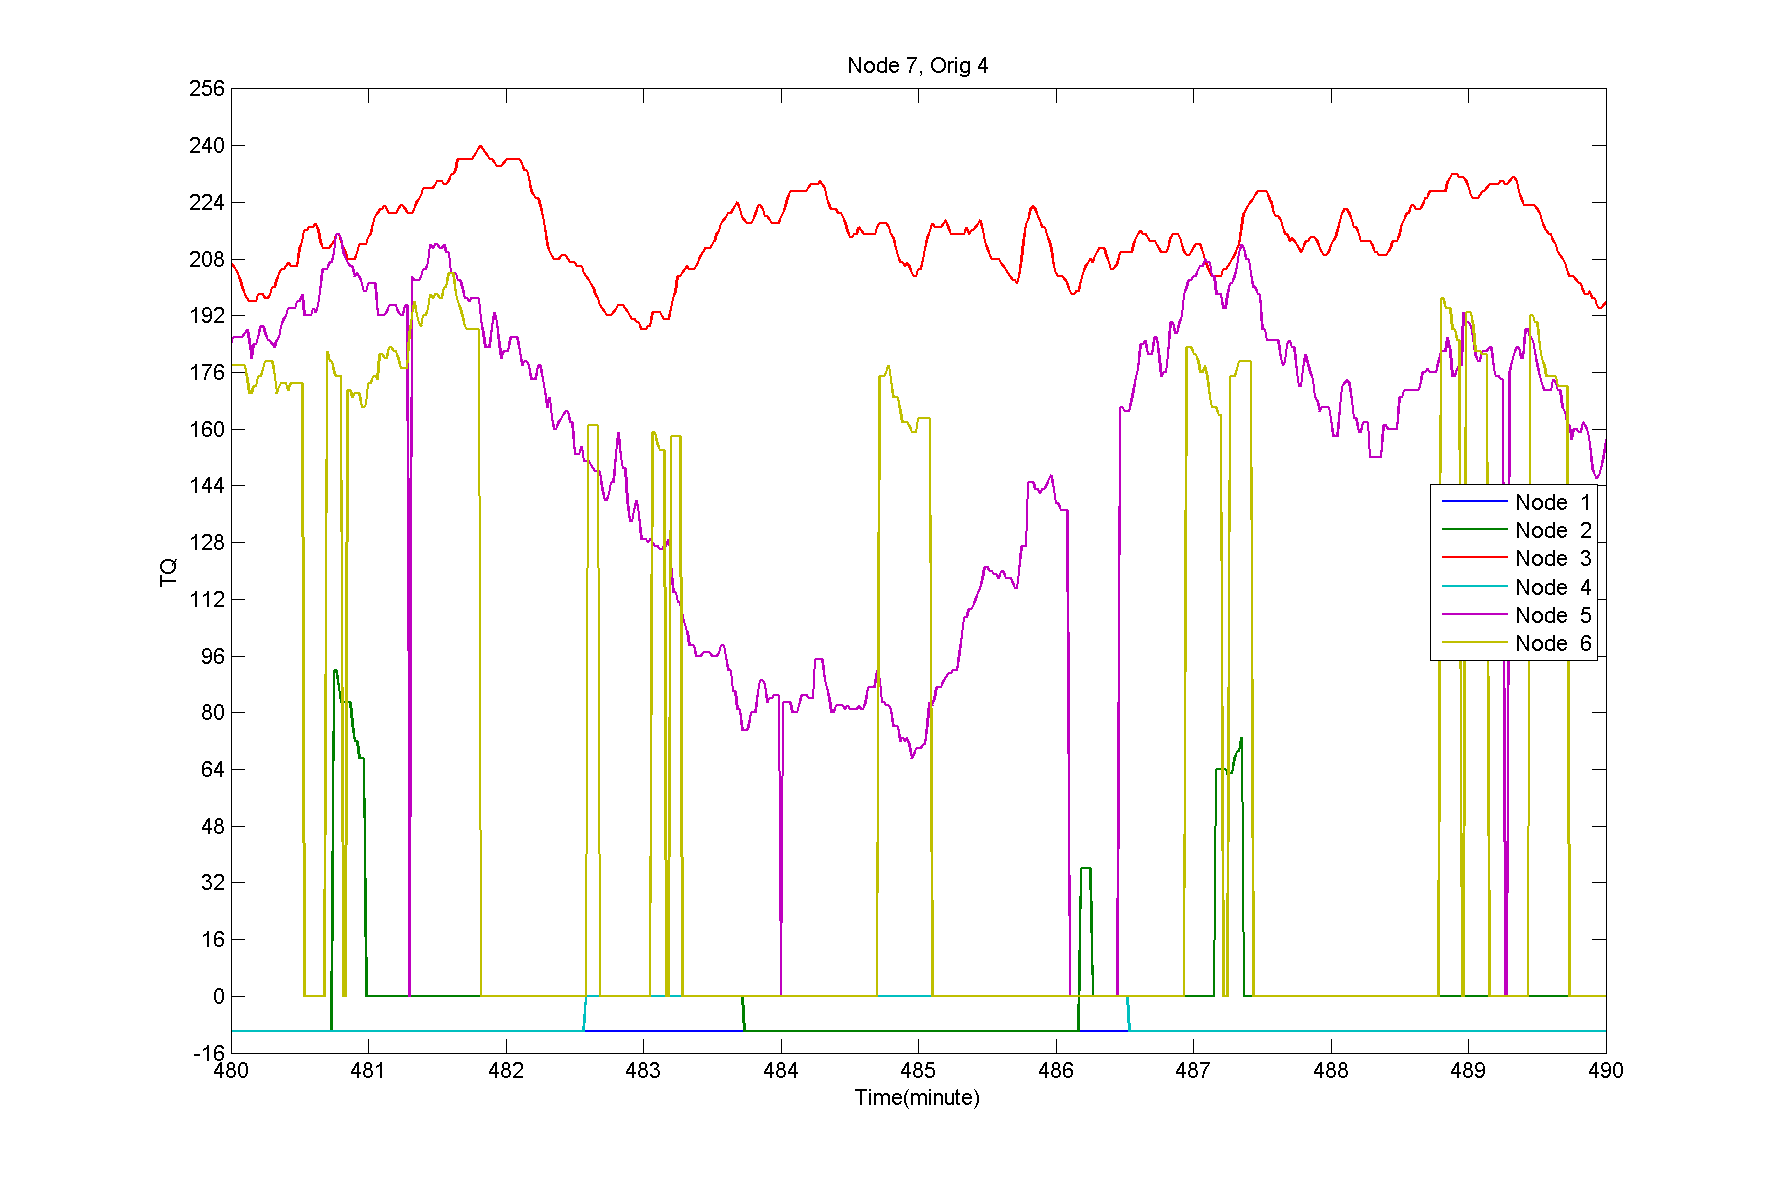 Node 7, Orig 4
256
240
224
208
192
176
160
144
128
112
96
80
64
48
32
16
0
-16
TQ
Node 1
Node 2
Node 3
Node 4
Node 5
Node 6
480 481 482 483 484 485 486 487 488 489 490
Time(minute)